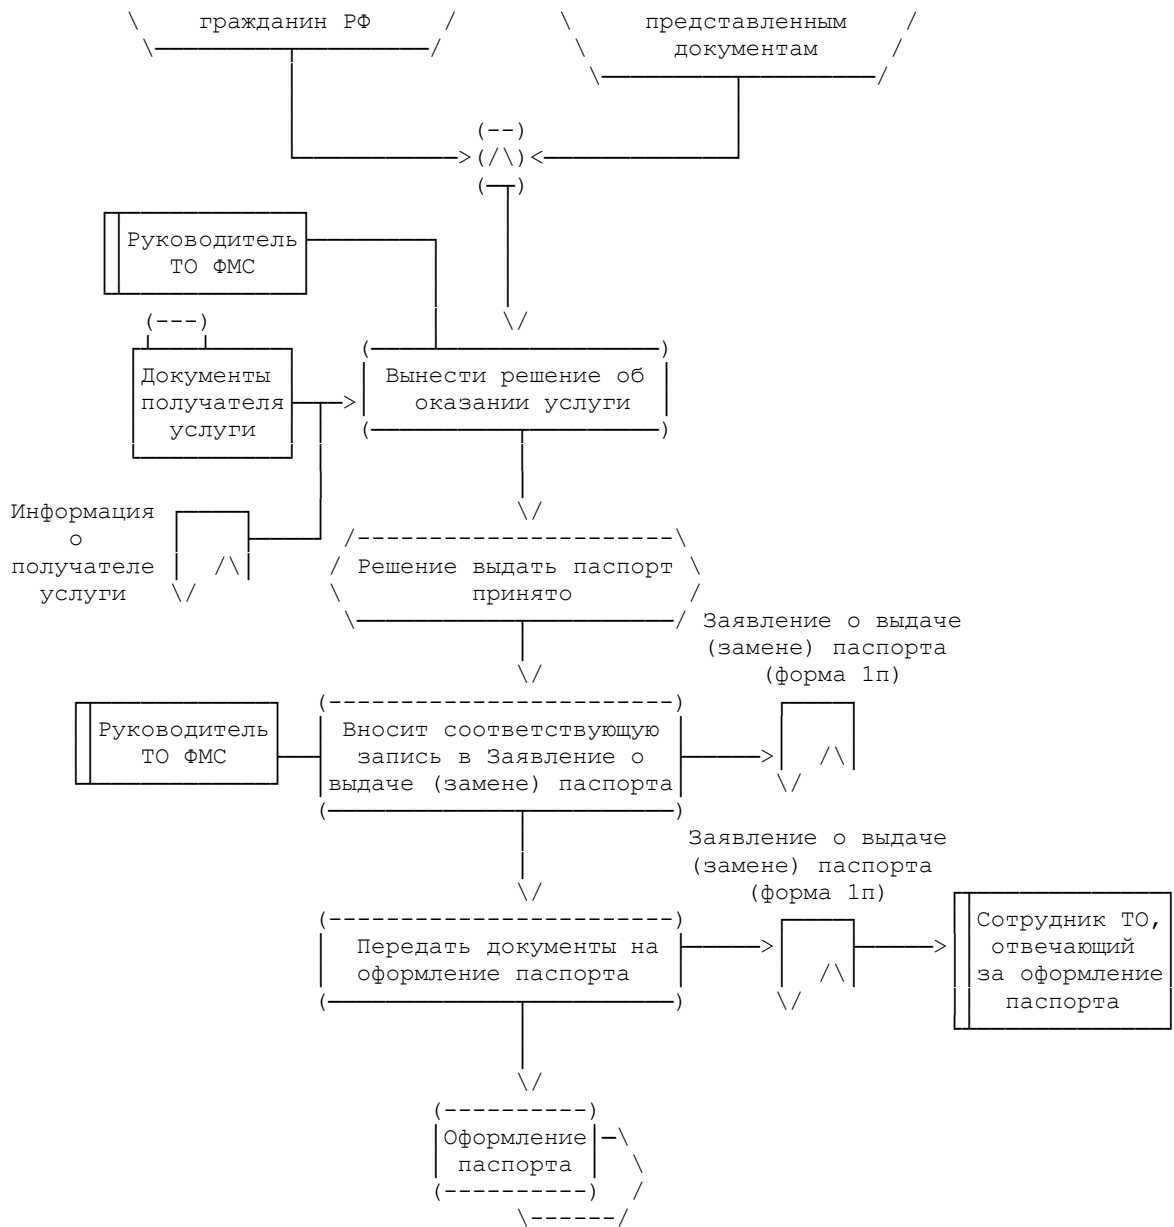 гражданин РФ
представленным
документам
Руководитель
ТО ФМС
Документы
получателя
услуги
Вынести решение об
оказании услуги
Информация
о
получателе
услуги
Решение выдать паспорт
принято
Заявление о выдаче
(замене) паспорта
(форма 1п)
Руководитель
ТО ФМС
Вносит соответствующую
запись в Заявление о
выдаче (замене) паспорта
Заявление о выдаче
(замене) паспорта
(форма 1п)
Передать документы на
оформление паспорта
Сотрудник ТО,
отвечающий
за оформление
паспорта
Оформление
паспорта